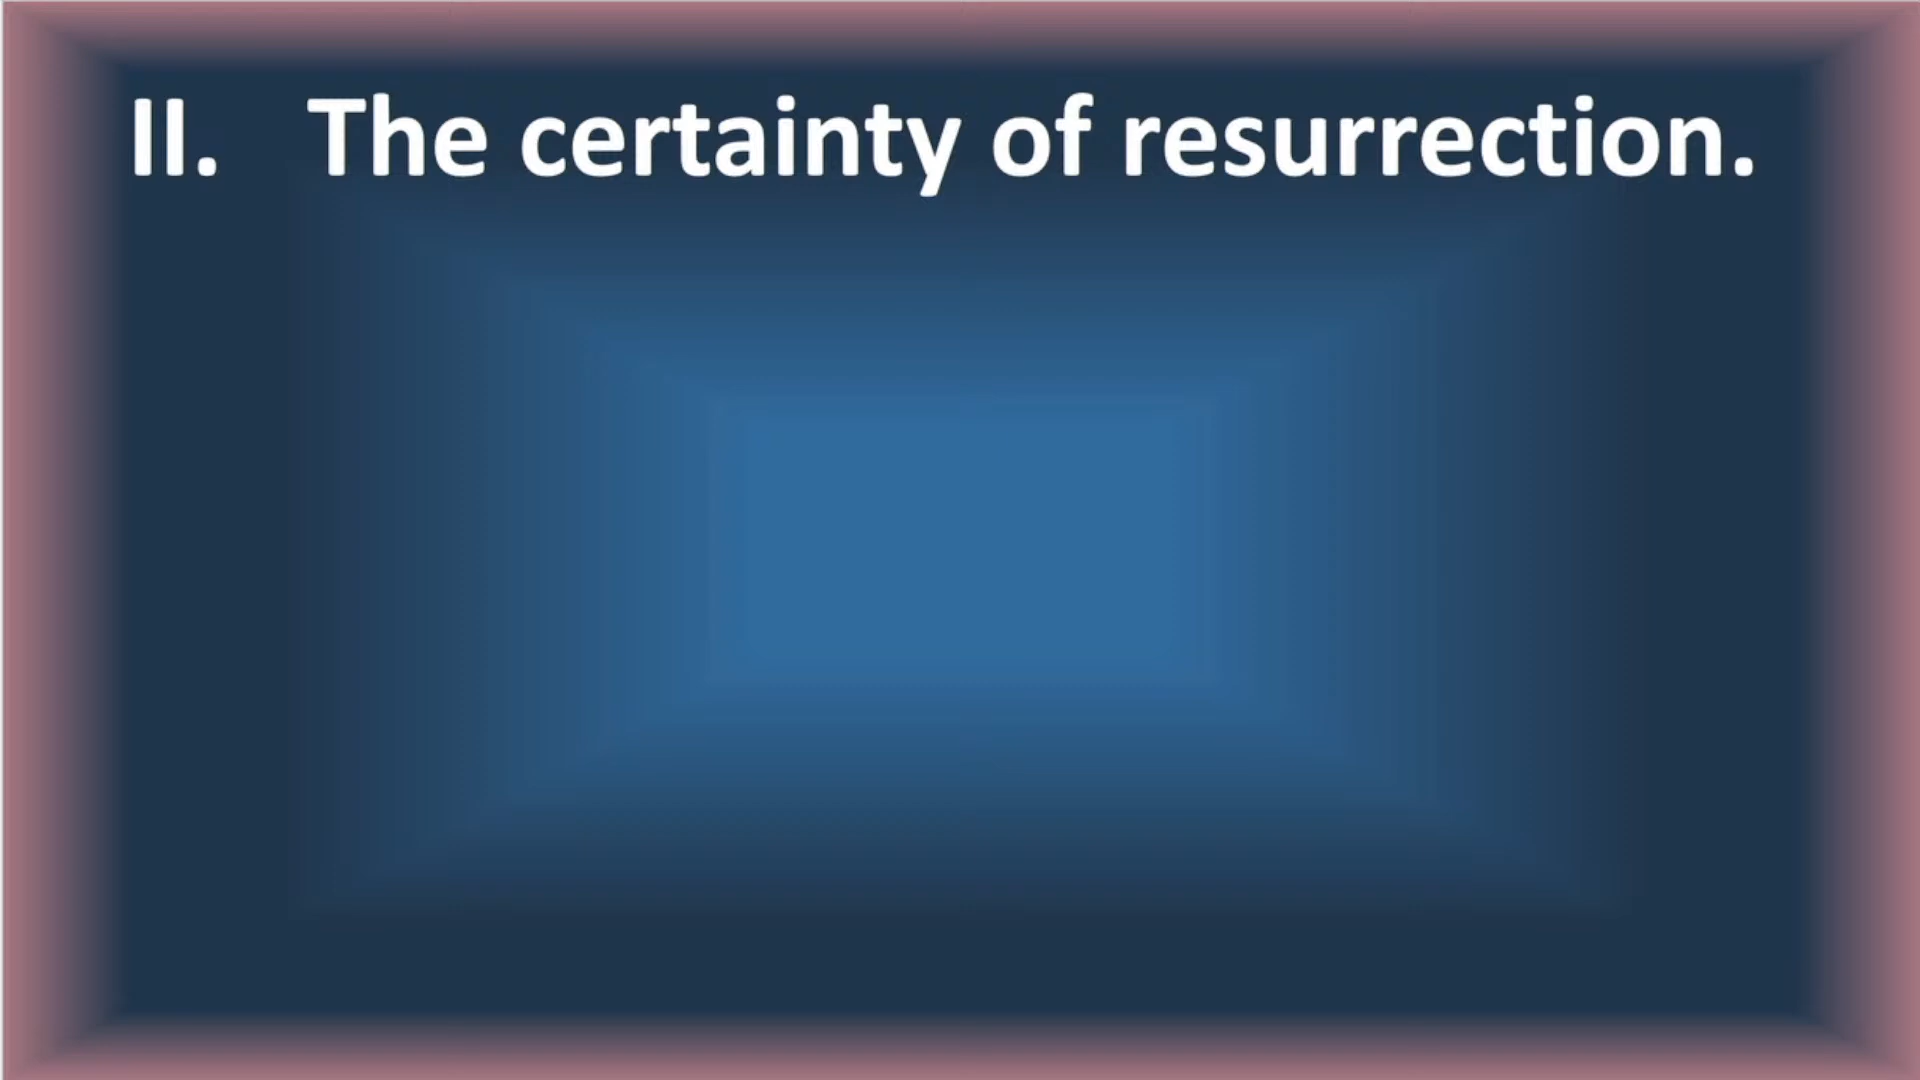 II. The certainty of resurrection.